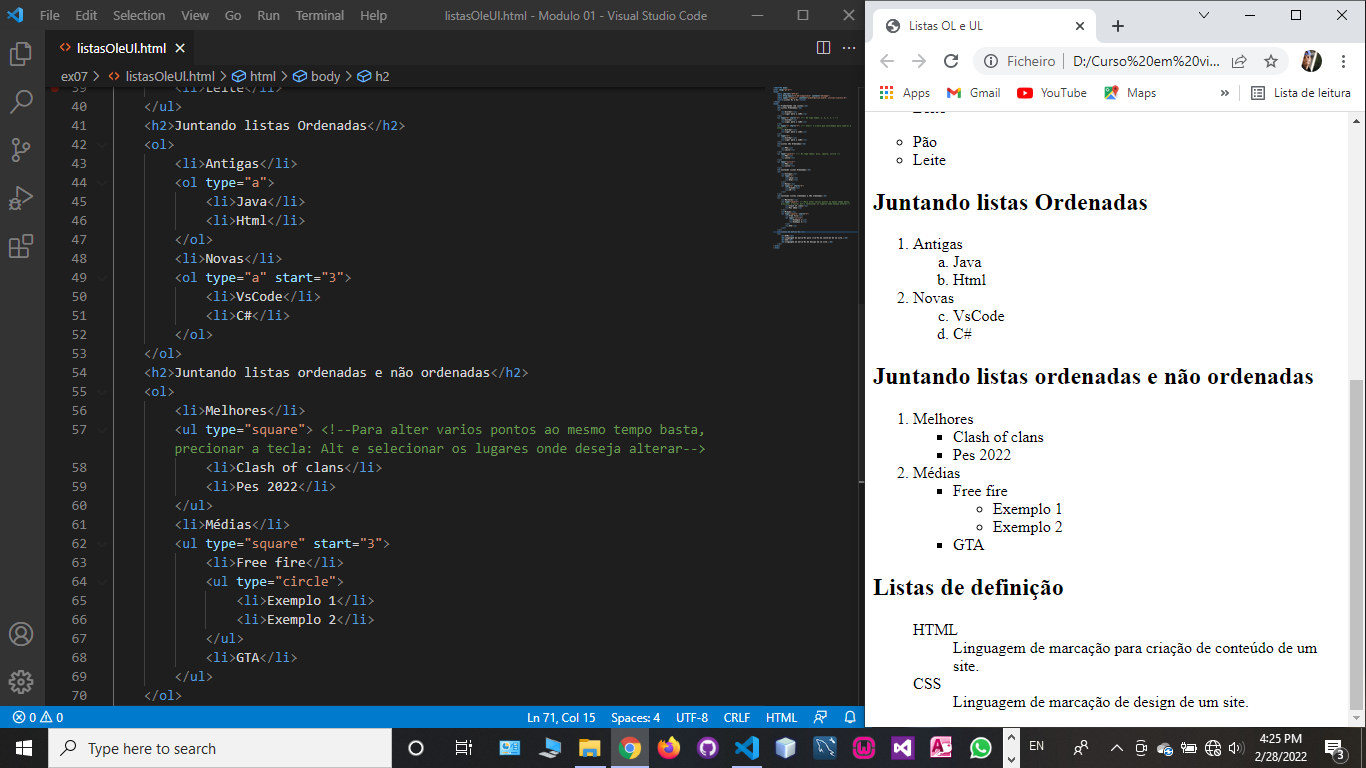 File Edit Selection View Go Run Terminal Help
listasOleUl.html - Modulo 01 - Visual Studio Code
listasOleUl.html
ex07 > listasOleUl.html > html > body > h2
39 <li>Leite</li>
40 </ul>
41 <h2>Juntando listas Ordenadas</h2>
42 <ol>
43 <li>Antigas</li>
44 <ol type="a">
45 <li>Java</li>
46 <li>Html</li>
47 </ol>
48 <li>Novas</li>
49 <ol type="a" start="3">
50 <li>VsCode</li>
51 <li>C#</li>
52 </ol>
53 </ol>
54 <h2>Juntando listas ordenadas e não ordenadas</h2>
55 <ol>
56 <li>Melhores</li>
57 <ul type="square"> <!--Para alter varios pontos ao mesmo tempo basta,
precionar a tecla: Alt e selecionar os lugares onde deseja alterar-->
58 <li>Clash of clans</li>
59 <li>Pes 2022</li>
60 </ul>
61 <li>Médias</li>
62 <ul type="square" start="3">
63 <li>Free fire</li>
64 <ul type="circle">
65 <li>Exemplo 1</li>
66 <li>Exemplo 2</li>
67 </ul>
68 <li>GTA</li>
69 </ul>
70 </ol>
0 0
Ln 71, Col 15 Spaces: 4 UTF-8 CRLF HTML
Listas OL e UL
Ficheiro | D:/Curso%20em%20vi...
Apps Gmail YouTube Maps » Lista de leitura
Leite
Pão
Leite
Juntando listas Ordenadas
1. Antigas
a. Java
b. Html
2. Novas
c. VsCode
d. C#
Juntando listas ordenadas e não ordenadas
1. Melhores
Clash of clans
Pes 2022
2. Médias
Free fire
Exemplo 1
Exemplo 2
GTA
Listas de definição
HTML
Linguagem de marcação para criação de conteúdo de um
site.
CSS
Linguagem de marcação de design de um site.
Type here to search
EN
4:25 PM
2/28/2022
3